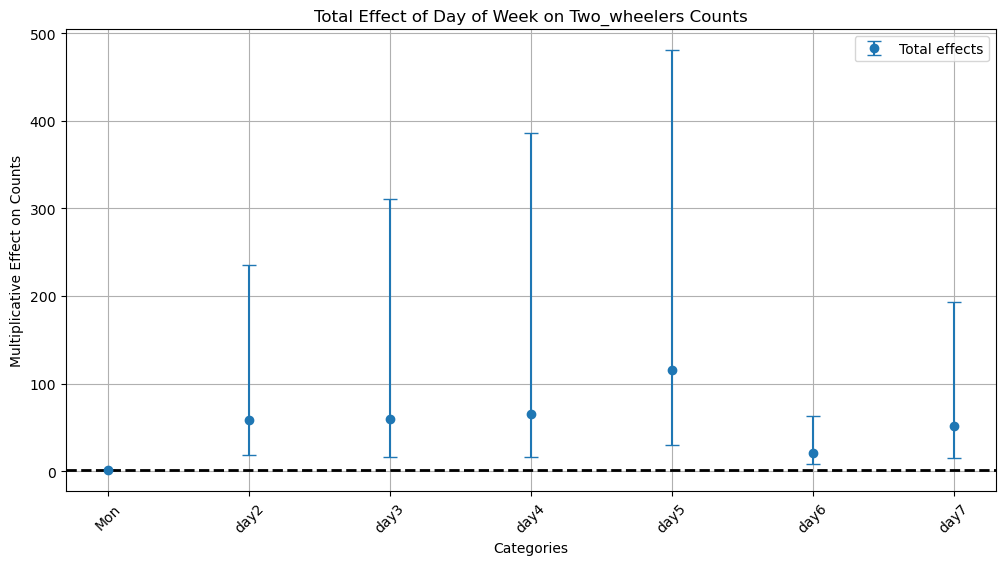 Total Effect of Day of Week on Two_wheelers Counts
Total effects
Multiplicative Effect on Counts
500
400
300
200
100
0
Mon
day2
day3
day4
day5
day6
day7
Categories